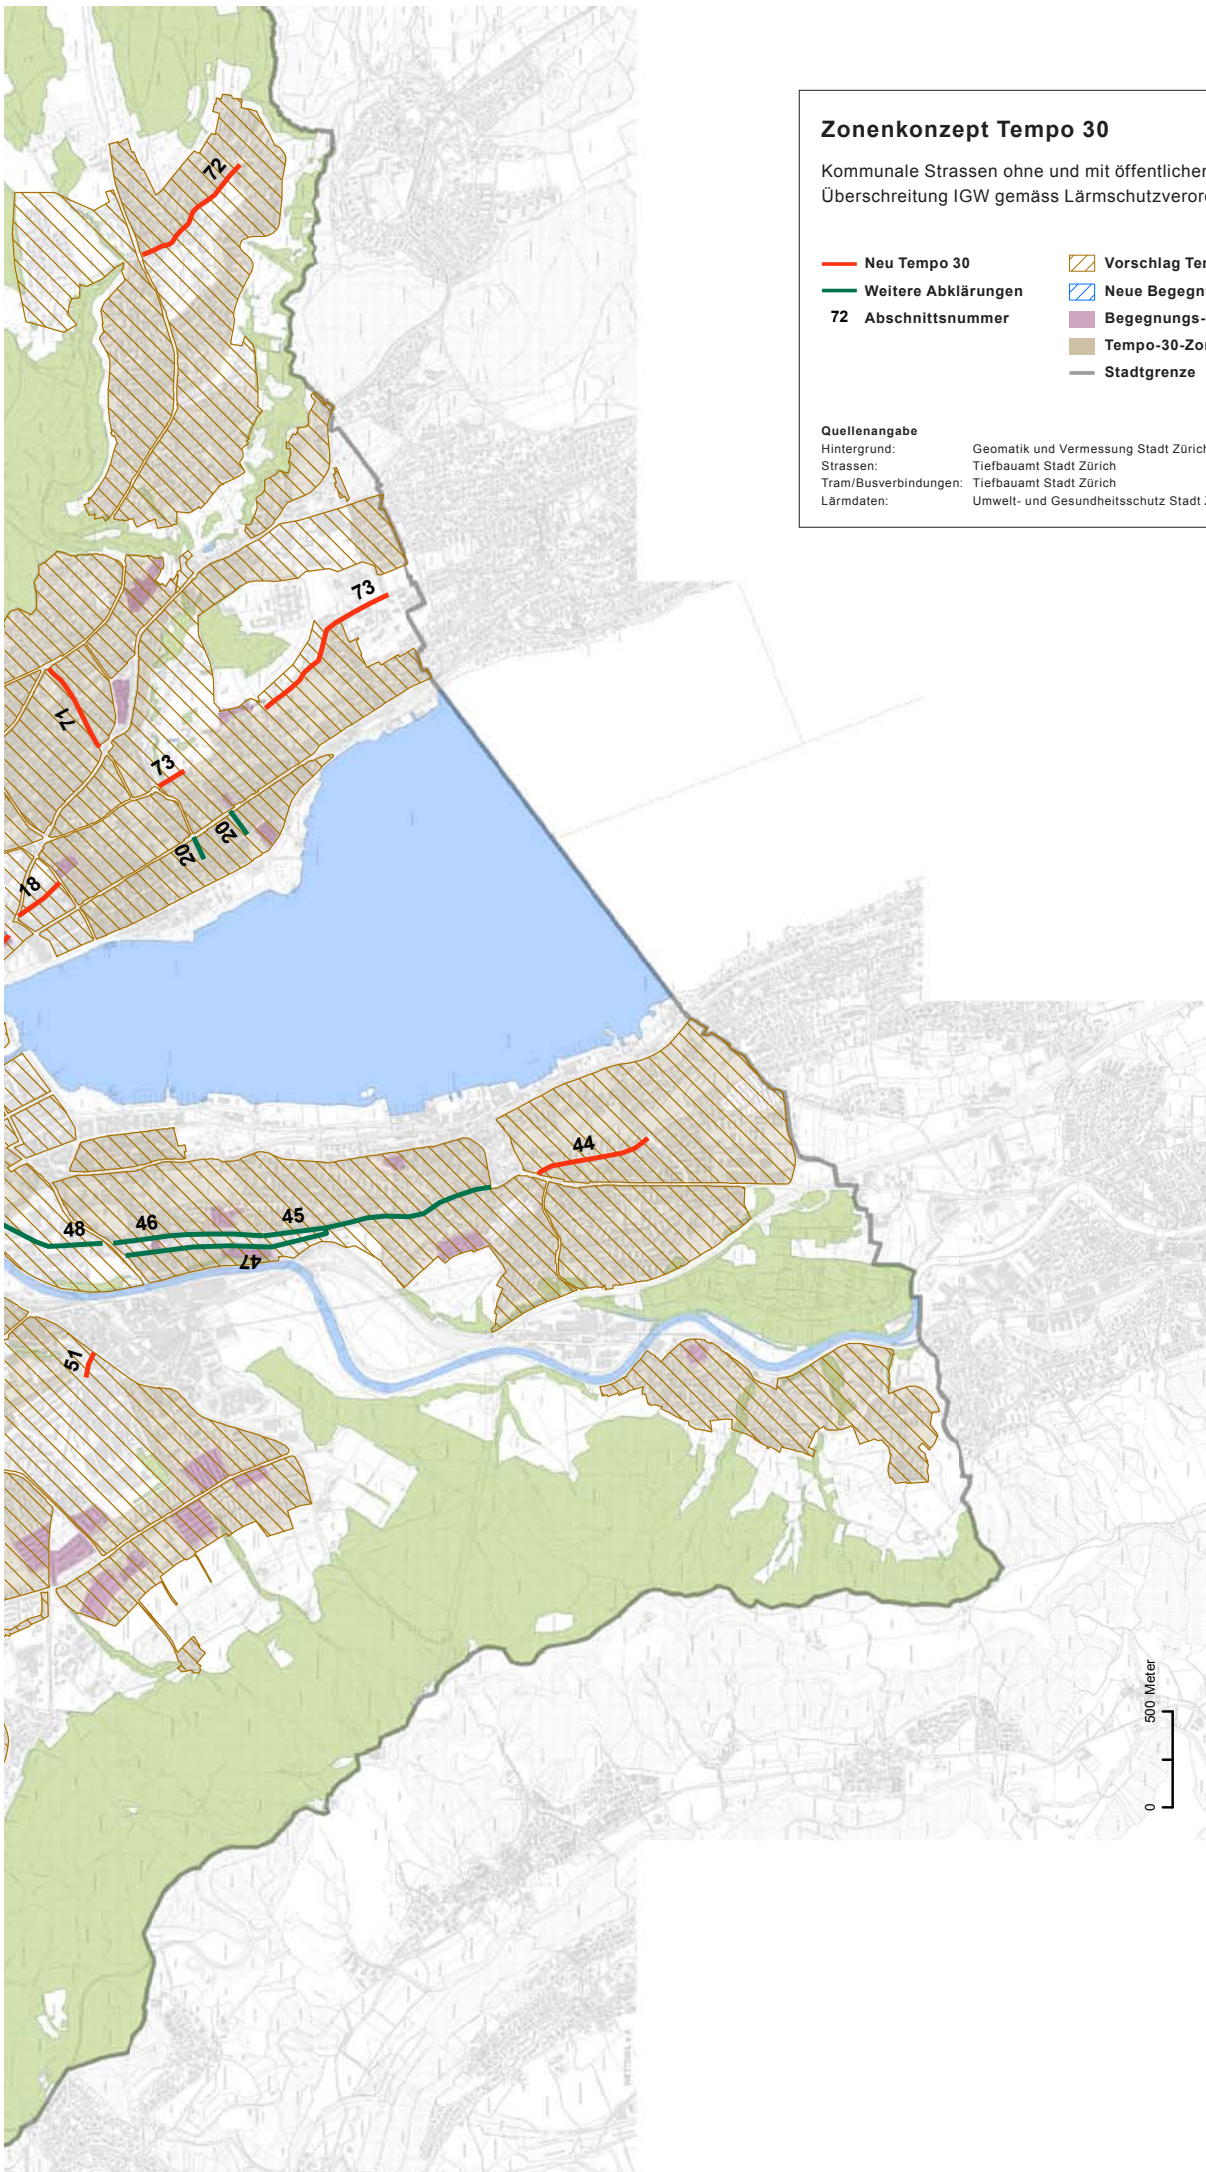 Zonenkonzept Tempo 30
Kommunale Strassen ohne und mit öffentlicher
Überschreitung IGW gemäss Lärmschutzveror
Neu Tempo 30
Weitere Abklärungen
72 Abschnittsnummer
Vorschlag Te
Neue Begegn
Begegnungs-
Tempo-30-Zo
Stadtgrenze
Quellenangabe
Hintergrund: Geomatik und Vermessung Stadt Zürich
Strassen: Tiefbauamt Stadt Zürich
Tram/Busverbindungen: Tiefbauamt Stadt Zürich
Lärmdaten: Umwelt- und Gesundheitsschutz Stadt
72
73
71
73
20
20
18
44
48
46
45
47
51
0 500 Meter